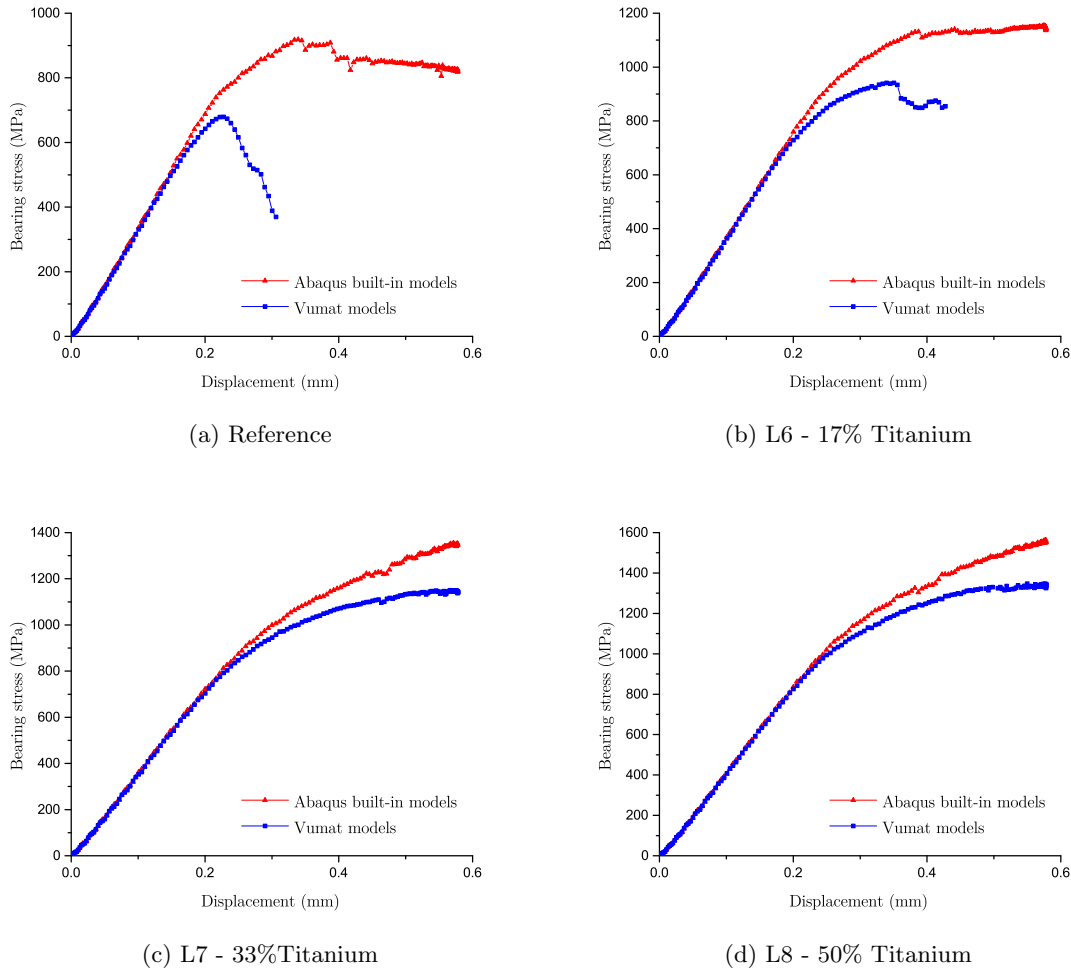 1000
800
600
400
200
0
0.0 0.2 0.4 0.6
Bearing stress (MPa)
Displacement (mm)
Abaqus built-in models
Vumat models
(a) Reference
1200
1000
800
600
400
200
0
0.0 0.2 0.4 0.6
Bearing stress (MPa)
Displacement (mm)
Abaqus built-in models
Vumat models
(b) L6 - 17% Titanium
1400
1200
1000
800
600
400
200
0
0.0 0.2 0.4 0.6
Bearing stress (MPa)
Displacement (mm)
Abaqus built-in models
Vumat models
(c) L7 - 33%Titanium
1600
1400
1200
1000
800
600
400
200
0
0.0 0.2 0.4 0.6
Bearing stress (MPa)
Displacement (mm)
Abaqus built-in models
Vumat models
(d) L8 - 50% Titanium